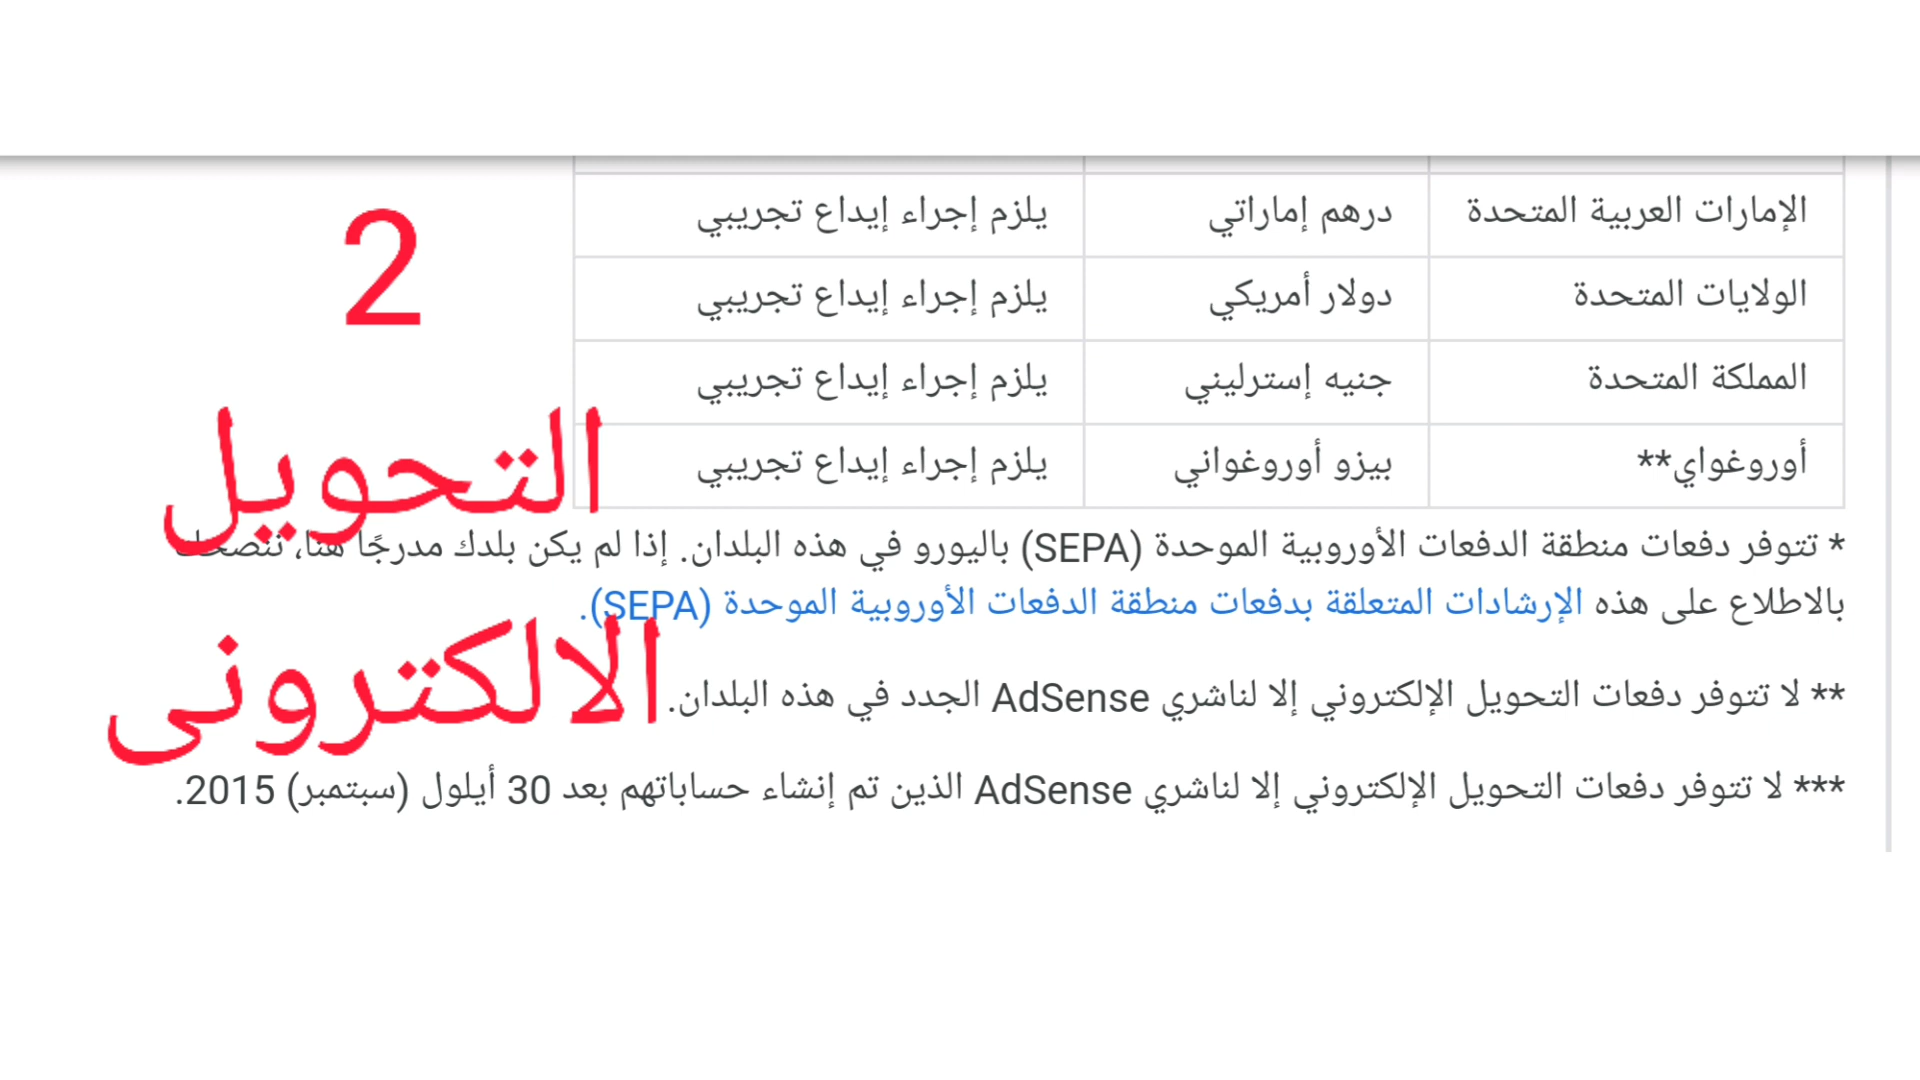 الإمارات العربية المتحدة درهم إماراتي يلزم إجراء إيداع تجريبي
الولايات المتحدة دولار أمريكي يلزم إجراء إيداع تجريبي
المملكة المتحدة جنيه إسترليني يلزم إجراء إيداع تجريبي
أوروغواي** بيزو أوروغواني يلزم إجراء إيداع تجريبي
* تتوفر دفعات منطقة الدفعات الأوروبية الموحدة (SEPA) باليورو في هذه البلدان. إذا لم يكن بلدك مدرجًا هنا، ننصحك
بالاطلاع على هذه الإرشادات المتعلقة بدفعات منطقة الدفعات الأوروبية الموحدة (SEPA).
** لا تتوفر دفعات التحويل الإلكتروني إلا لناشري AdSense الجدد في هذه البلدان.
*** لا تتوفر دفعات التحويل الإلكتروني إلا لناشري AdSense الذين تم إنشاء حساباتهم بعد 30 أيلول (سبتمبر) 2015.
2
التحويل
الالكترونى